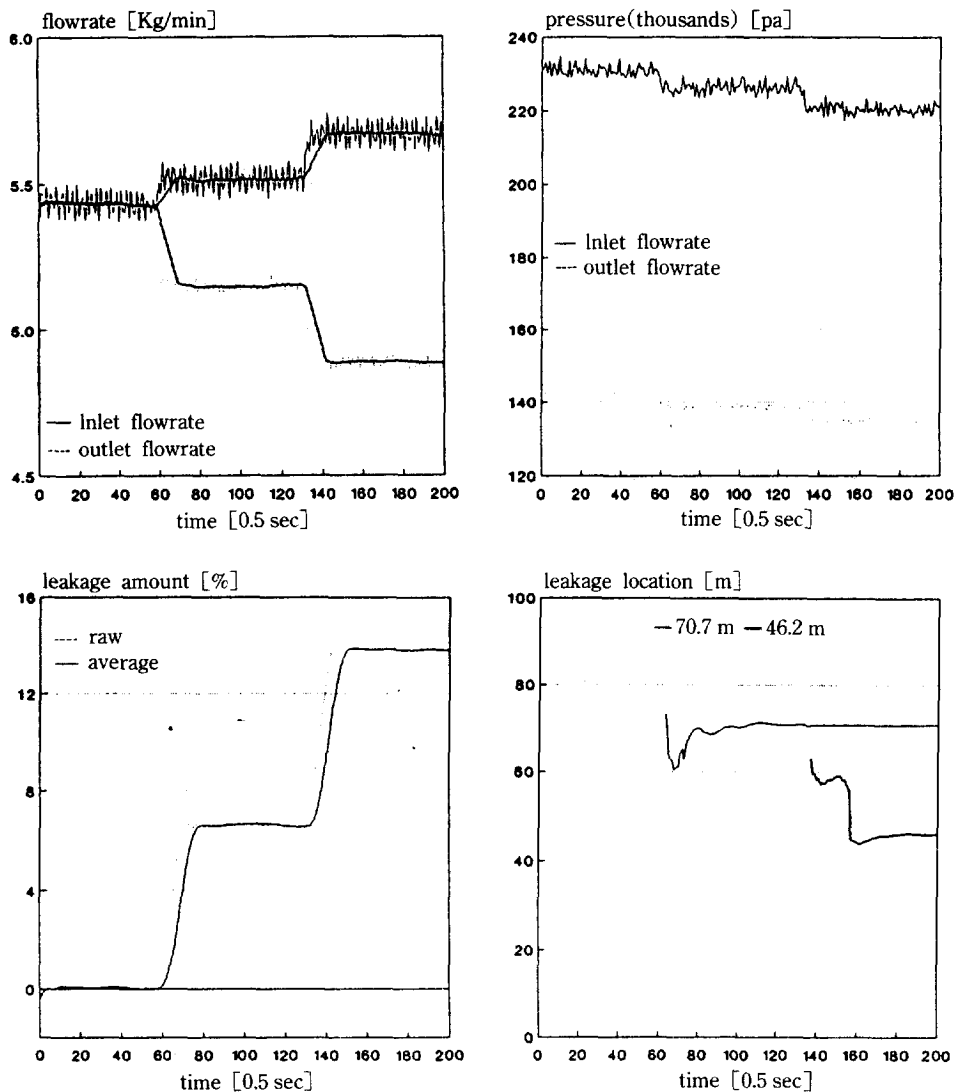 flowrate [Kg/min]
6.0
5.5
5.0
4.5
— Inlet flowrate
---- outlet flowrate
0 20 40 60 80 100 120 140 160 180 200
time [0.5 sec]
pressure(thousands) [pa]
240
220
200
180
160
140
120
— Inlet flowrate
---- outlet flowrate
0 20 40 60 80 100 120 140 160 180 200
time [0.5 sec]
leakage amount [%]
16
12
8
4
0
---- raw
— average
0 20 40 60 80 100 120 140 160 180 200
time [0.5 sec]
leakage location [m]
100
80
60
40
20
0
— 70.7 m — 46.2 m
0 20 40 60 80 100 120 140 160 180 200
time [0.5 sec]